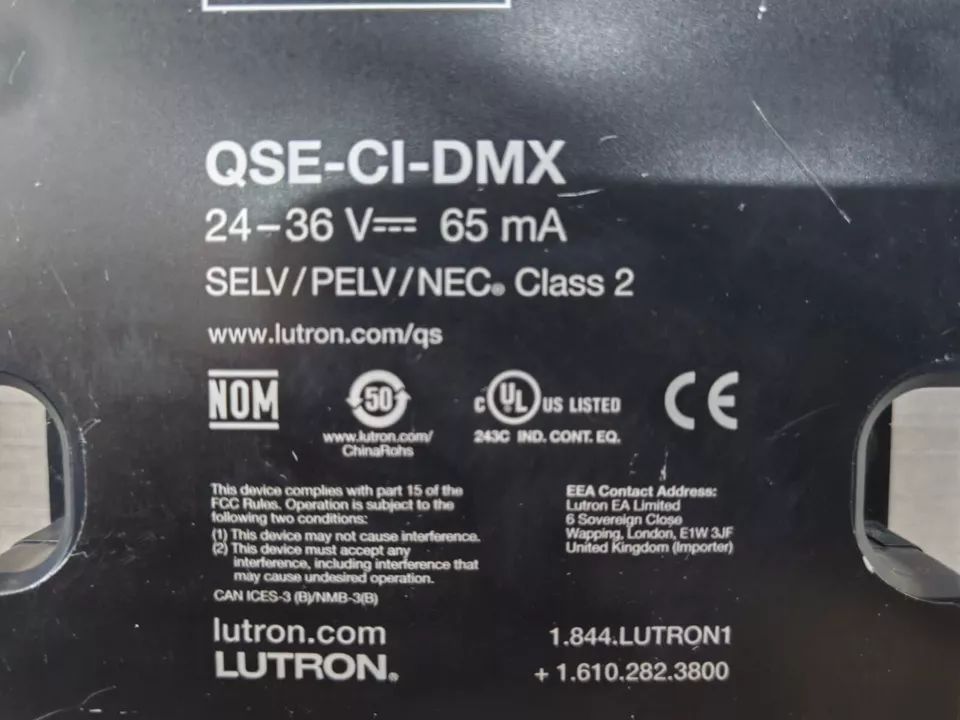 QSE-CI-DMX
24–36 V⎓ 65 mA
SELV/PELV/NEC® Class 2
www.lutron.com/qs
NOM
50
www.lutron.com/
ChinaRohs
c UL US LISTED
243C IND. CONT. EQ.
CE
This device complies with part 15 of the
FCC Rules. Operation is subject to the
following two conditions:
(1) This device may not cause interference.
(2) This device must accept any
interference, including interference that
may cause undesired operation.
CAN ICES-3 (B)/NMB-3(B)
EEA Contact Address:
Lutron EA Limited
6 Sovereign Close
Wapping, London, E1W 3JF
United Kingdom (Importer)
lutron.com
LUTRON®
1.844.LUTRON1
+ 1.610.282.3800